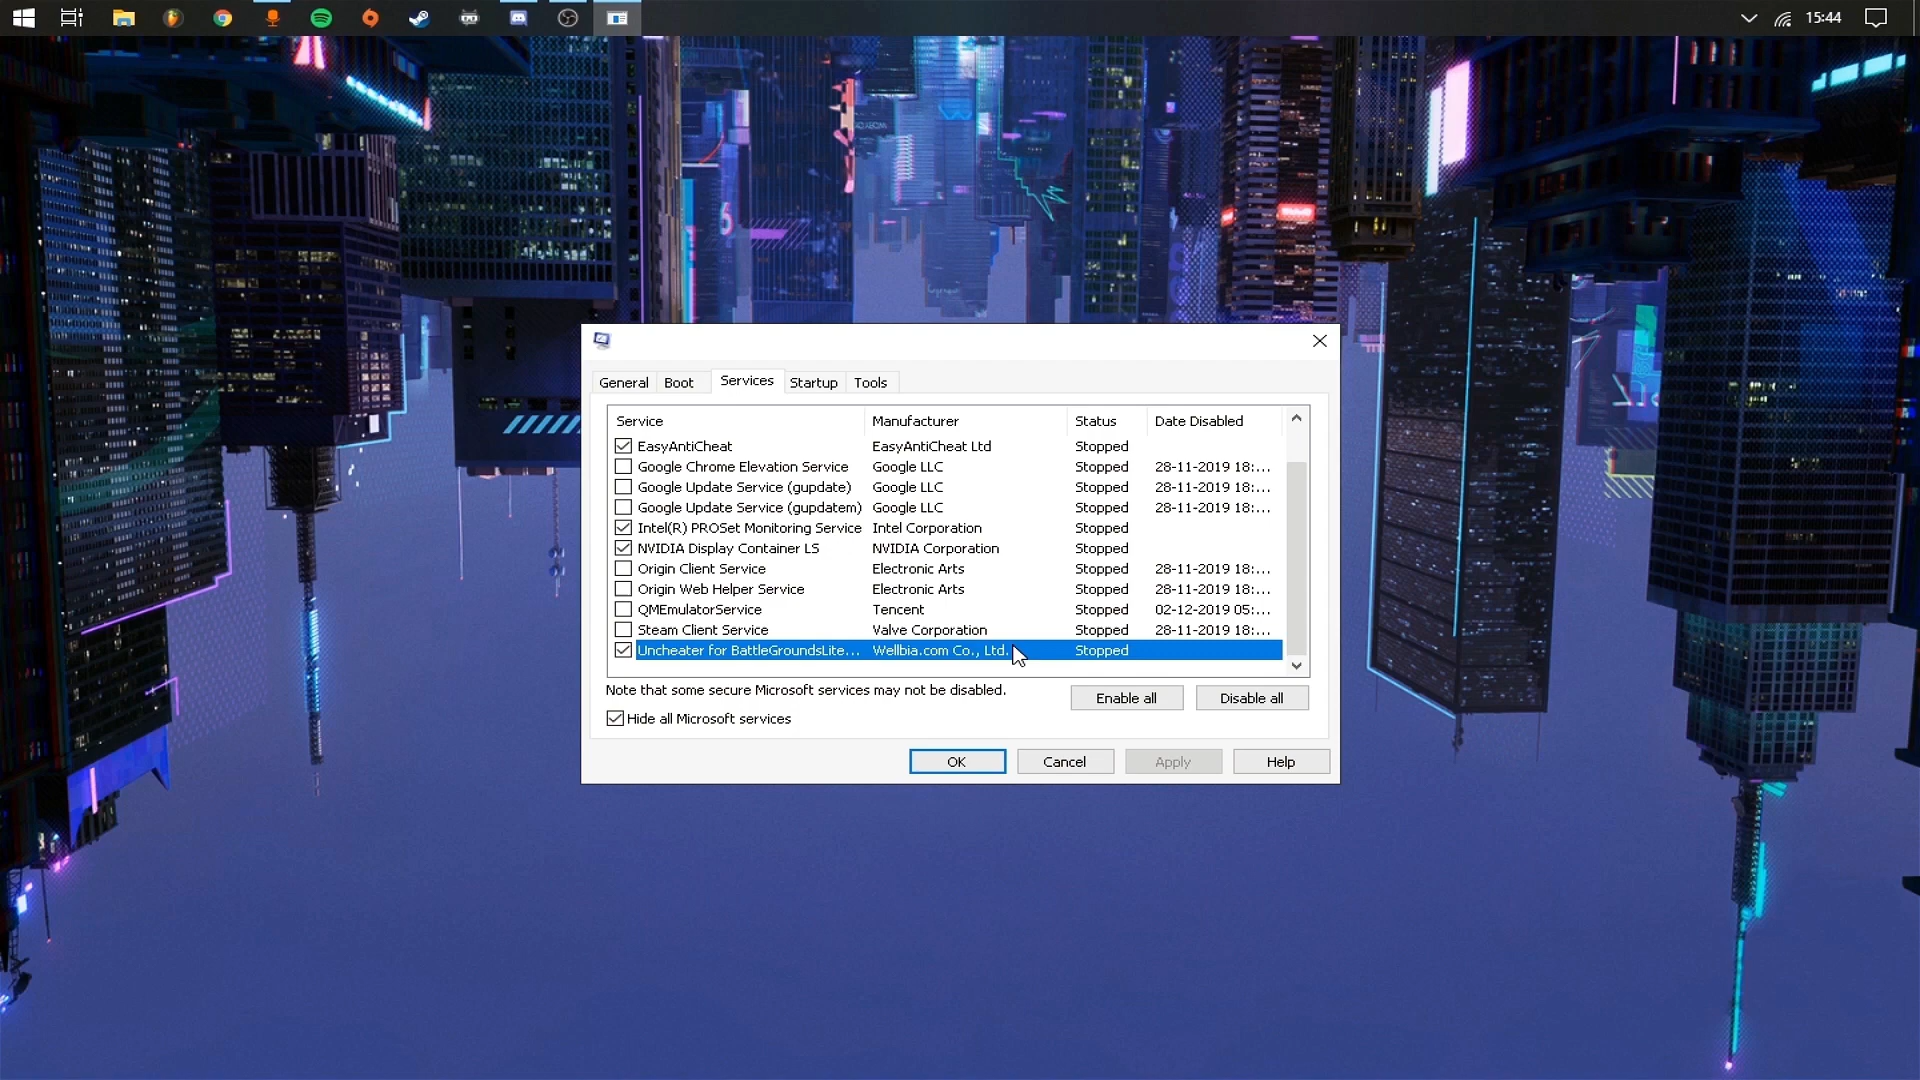 15:44
General Boot Services Startup Tools
Service Manufacturer Status Date Disabled
EasyAntiCheat EasyAntiCheat Ltd Stopped
Google Chrome Elevation Service Google LLC Stopped 28-11-2019 18:...
Google Update Service (gupdate) Google LLC Stopped 28-11-2019 18:...
Google Update Service (gupdatem) Google LLC Stopped 28-11-2019 18:...
Intel(R) PROSet Monitoring Service Intel Corporation Stopped
NVIDIA Display Container LS NVIDIA Corporation Stopped
Origin Client Service Electronic Arts Stopped 28-11-2019 18:...
Origin Web Helper Service Electronic Arts Stopped 28-11-2019 18:...
QMEmulatorService Tencent Stopped 02-12-2019 05:...
Steam Client Service Valve Corporation Stopped 28-11-2019 18:...
Uncheater for BattleGroundsLite... Wellbia.com Co., Ltd. Stopped
Note that some secure Microsoft services may not be disabled.
Enable all Disable all
Hide all Microsoft services
OK Cancel Apply Help